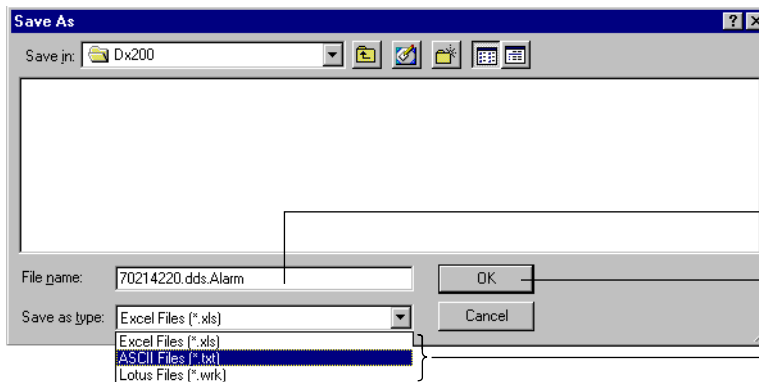 Save As
Save in: Dx200
File name: 70214220.dds.Alarm OK
Save as type: Excel Files (*.xls) Cancel
Excel Files (*.xls)
ASCII Files (*.txt)
Lotus Files (*.wrk)